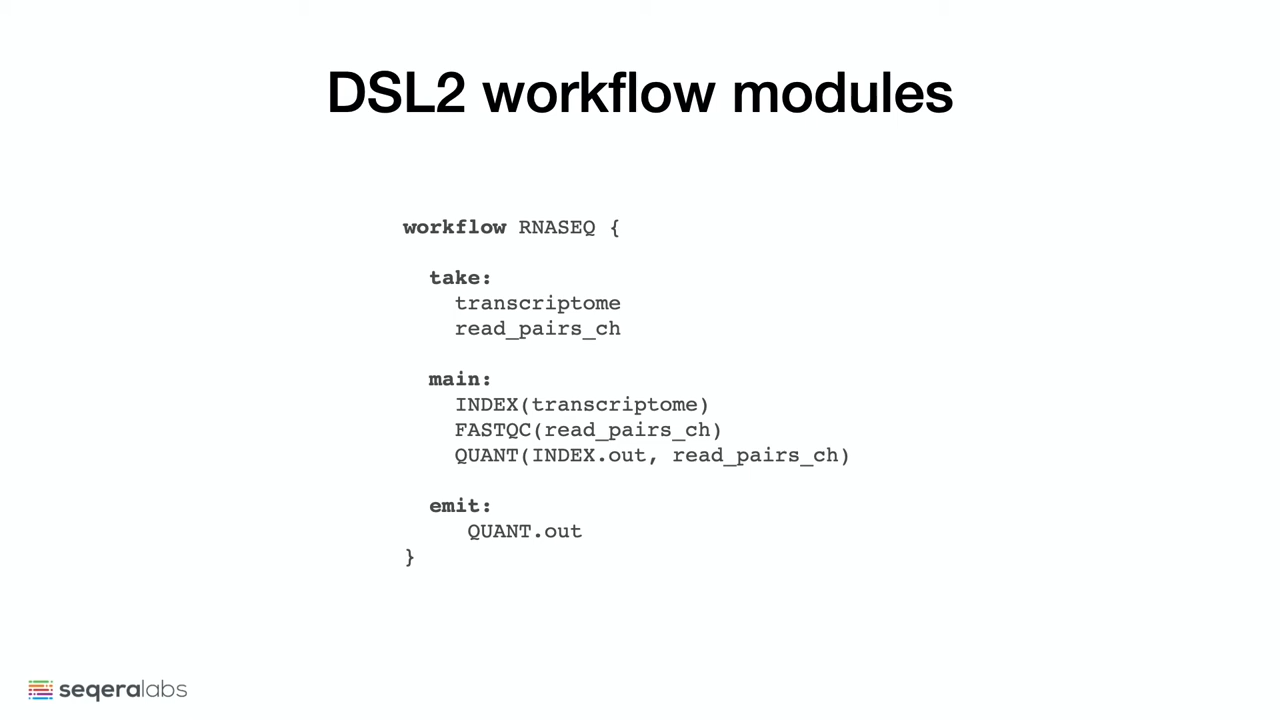 DSL2 workflow modules
workflow RNASEQ {
take:
transcriptome
read_pairs_ch
main:
INDEX(transcriptome)
FASTQC(read_pairs_ch)
QUANT(INDEX.out, read_pairs_ch)
emit:
QUANT.out
}
seqeralabs